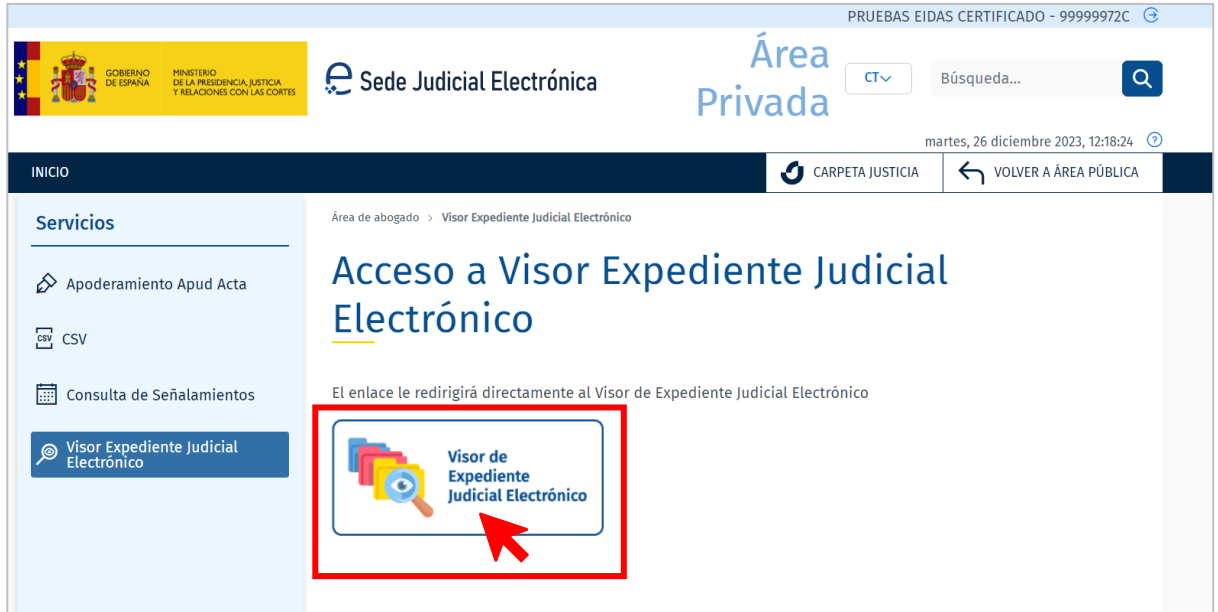 PRUEBAS EIDAS CERTIFICADO - 99999972C
GOBIERNO
DE ESPAÑA
MINISTERIO
DE LA PRESIDENCIA, JUSTICIA
Y RELACIONES CON LAS CORTES
Sede Judicial Electrónica
Área
Privada
CT
Búsqueda...
martes, 26 diciembre 2023, 12:18:24
INICIO
CARPETA JUSTICIA
VOLVER A ÁREA PÚBLICA
Servicios
Apoderamiento Apud Acta
CSV
CSV
Consulta de Señalamientos
Visor Expediente Judicial
Electrónico
Área de abogado > Visor Expediente Judicial Electrónico
Acceso a Visor Expediente Judicial
Electrónico
El enlace le redirigirá directamente al Visor de Expediente Judicial Electrónico
Visor de
Expediente
Judicial Electrónico